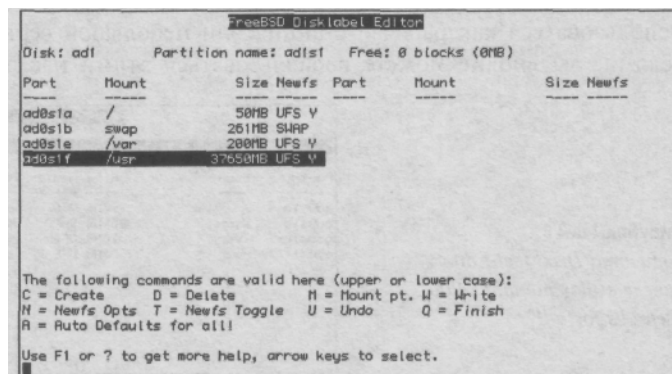 FreeBSD Disklabel Editor
Disk: ad1 Partition name: ad1s1 Free: 0 blocks (0MB)
Part Mount Size Newfs Part Mount Size Newfs
---- ----- ---- ----- ---- ----- ---- -----
ad0s1a / 50MB UFS Y
ad0s1b swap 261MB SWAP
ad0s1e /var 200MB UFS Y
ad0s1f /usr 37650MB UFS Y
The following commands are valid here (upper or lower case):
C = Create D = Delete M = Mount pt. W = Write
N = Newfs Opts T = Newfs Toggle U = Undo Q = Finish
A = Auto Defaults for all!
Use F1 or ? to get more help, arrow keys to select.